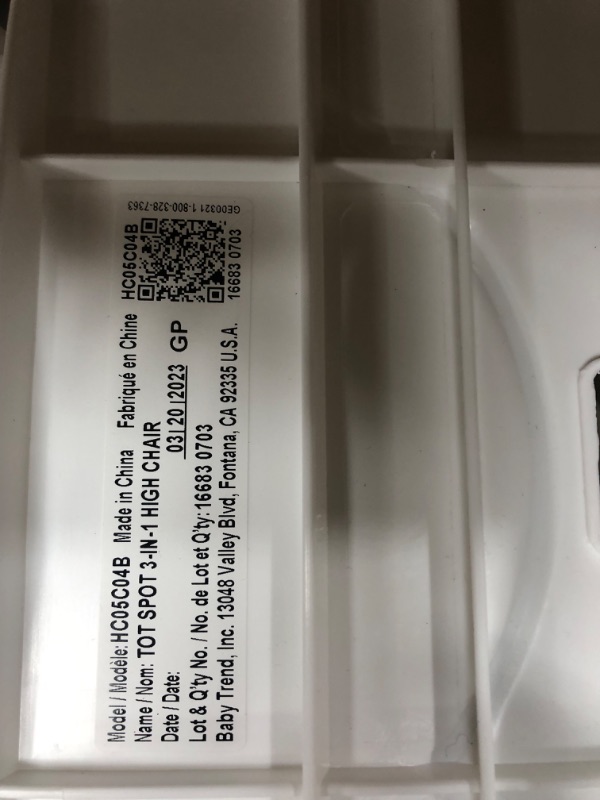 Model / Modèle: HC05C04B Made in China Fabriqué en Chine HC05C04B
Name / Nom: TOT SPOT 3-IN-1 HIGH CHAIR
Date / Date: 03|20|2023 GP
Lot & Q'ty No. / No. de Lot et Q'ty: 16683 0703
Baby Trend, Inc. 13048 Valley Blvd, Fontana, CA 92335 U.S.A.
16683 0703
GE000321 1-800-328-7363